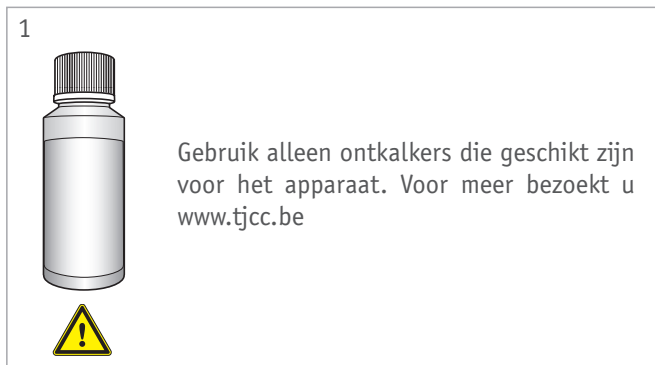 1
Gebruik alleen ontkalkers die geschikt zijn
voor het apparaat. Voor meer bezoekt u
www.tjcc.be